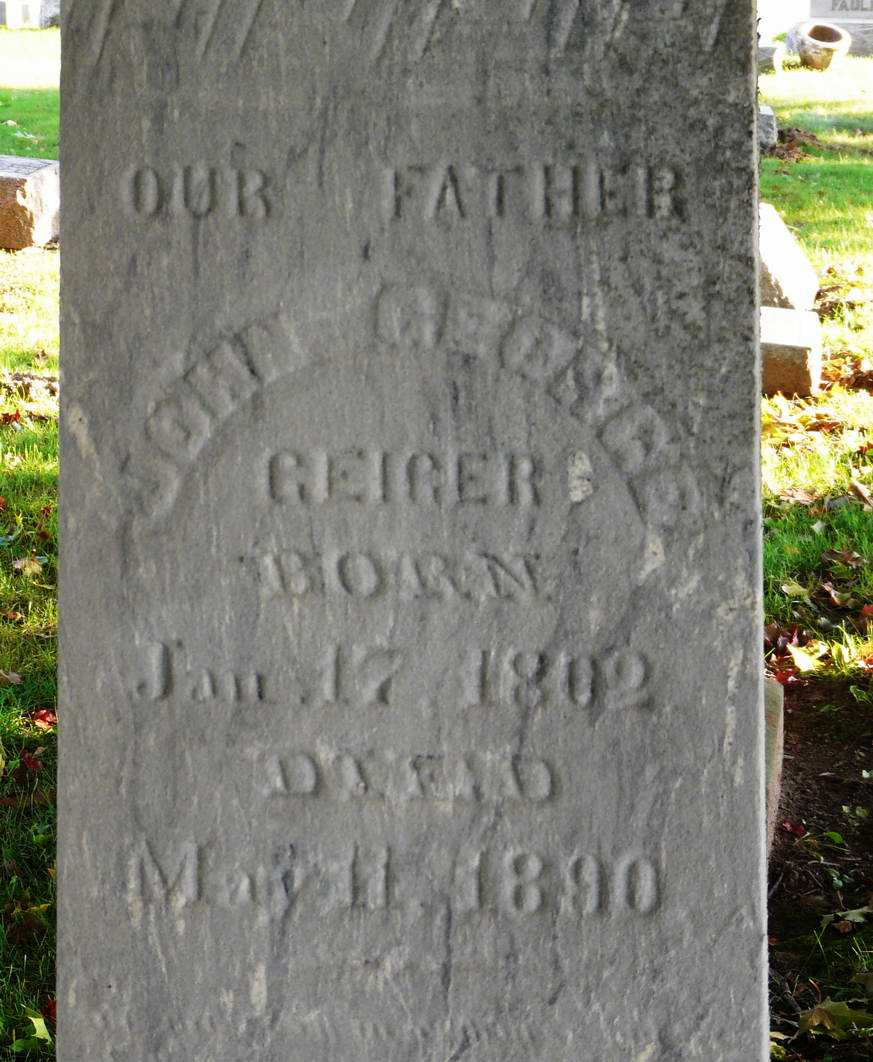 OUR FATHER
JOHN GEORGE
GEIGER
BORN
Jan. 17, 1802
DIED
May 11, 1890